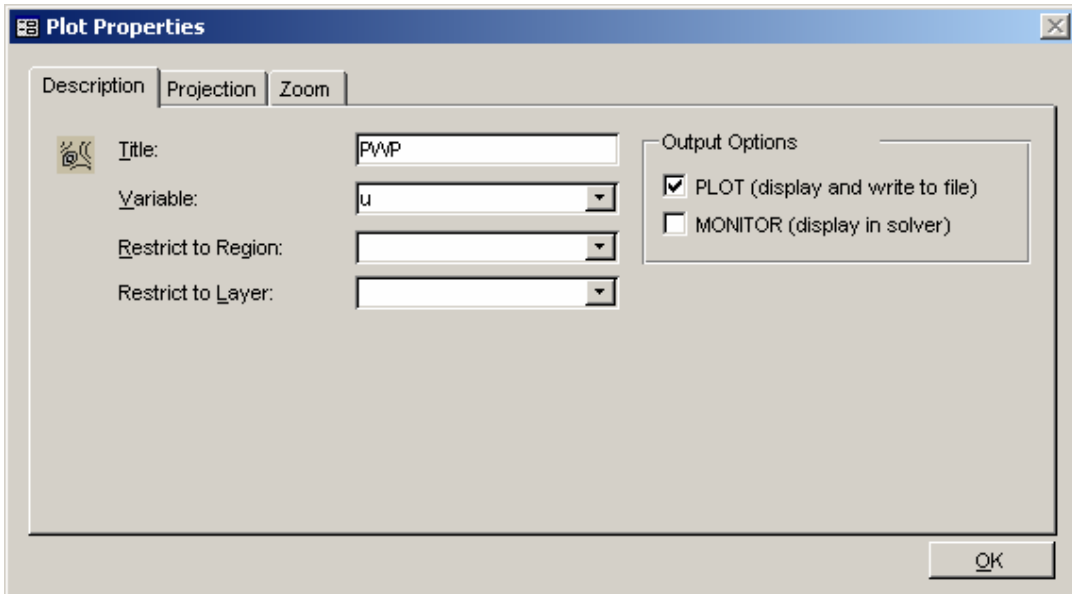 Plot Properties
Description Projection Zoom
Title: PWP
Variable: u
Restrict to Region:
Restrict to Layer:
Output Options
PLOT (display and write to file)
MONITOR (display in solver)
OK